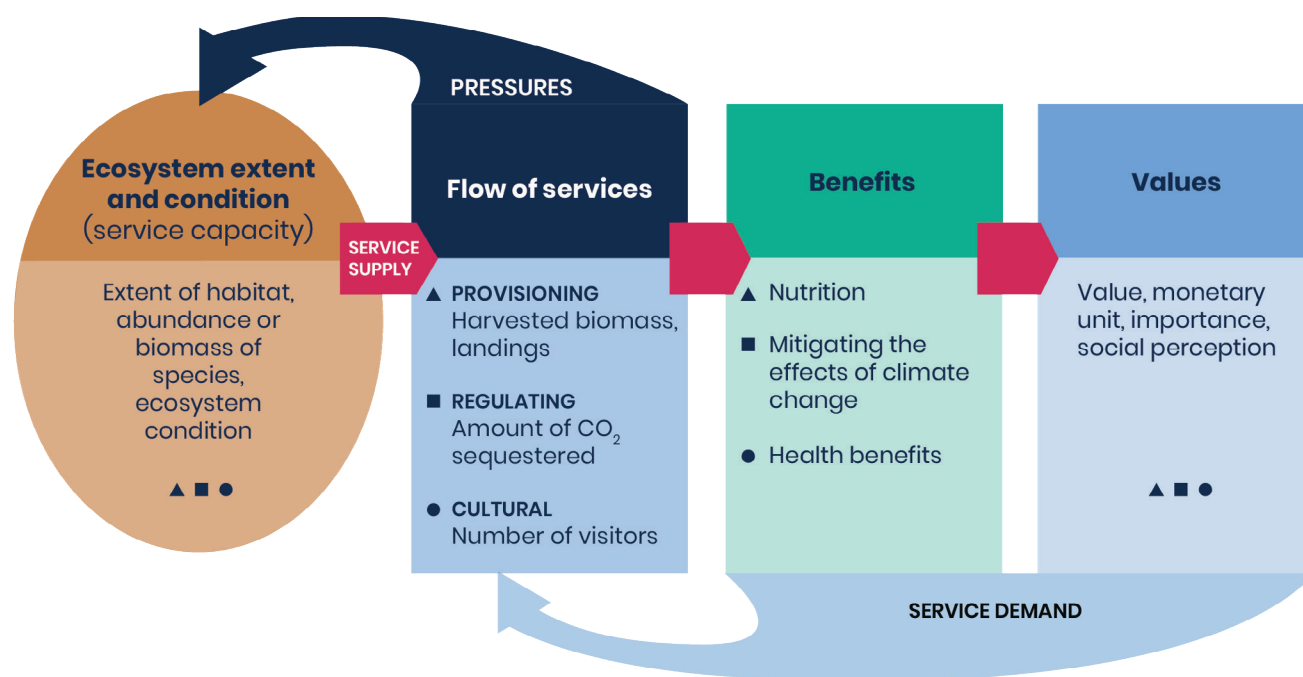 PRESSURES
Ecosystem extent
and condition
(service capacity)
Extent of habitat,
abundance or
biomass of
species,
ecosystem
condition
SERVICE
SUPPLY
Flow of services
PROVISIONING
Harvested biomass,
landings
REGULATING
Amount of CO₂
sequestered
CULTURAL
Number of visitors
Benefits
Nutrition
Mitigating the
effects of climate
change
Health benefits
Values
Value, monetary
unit, importance,
social perception
SERVICE DEMAND